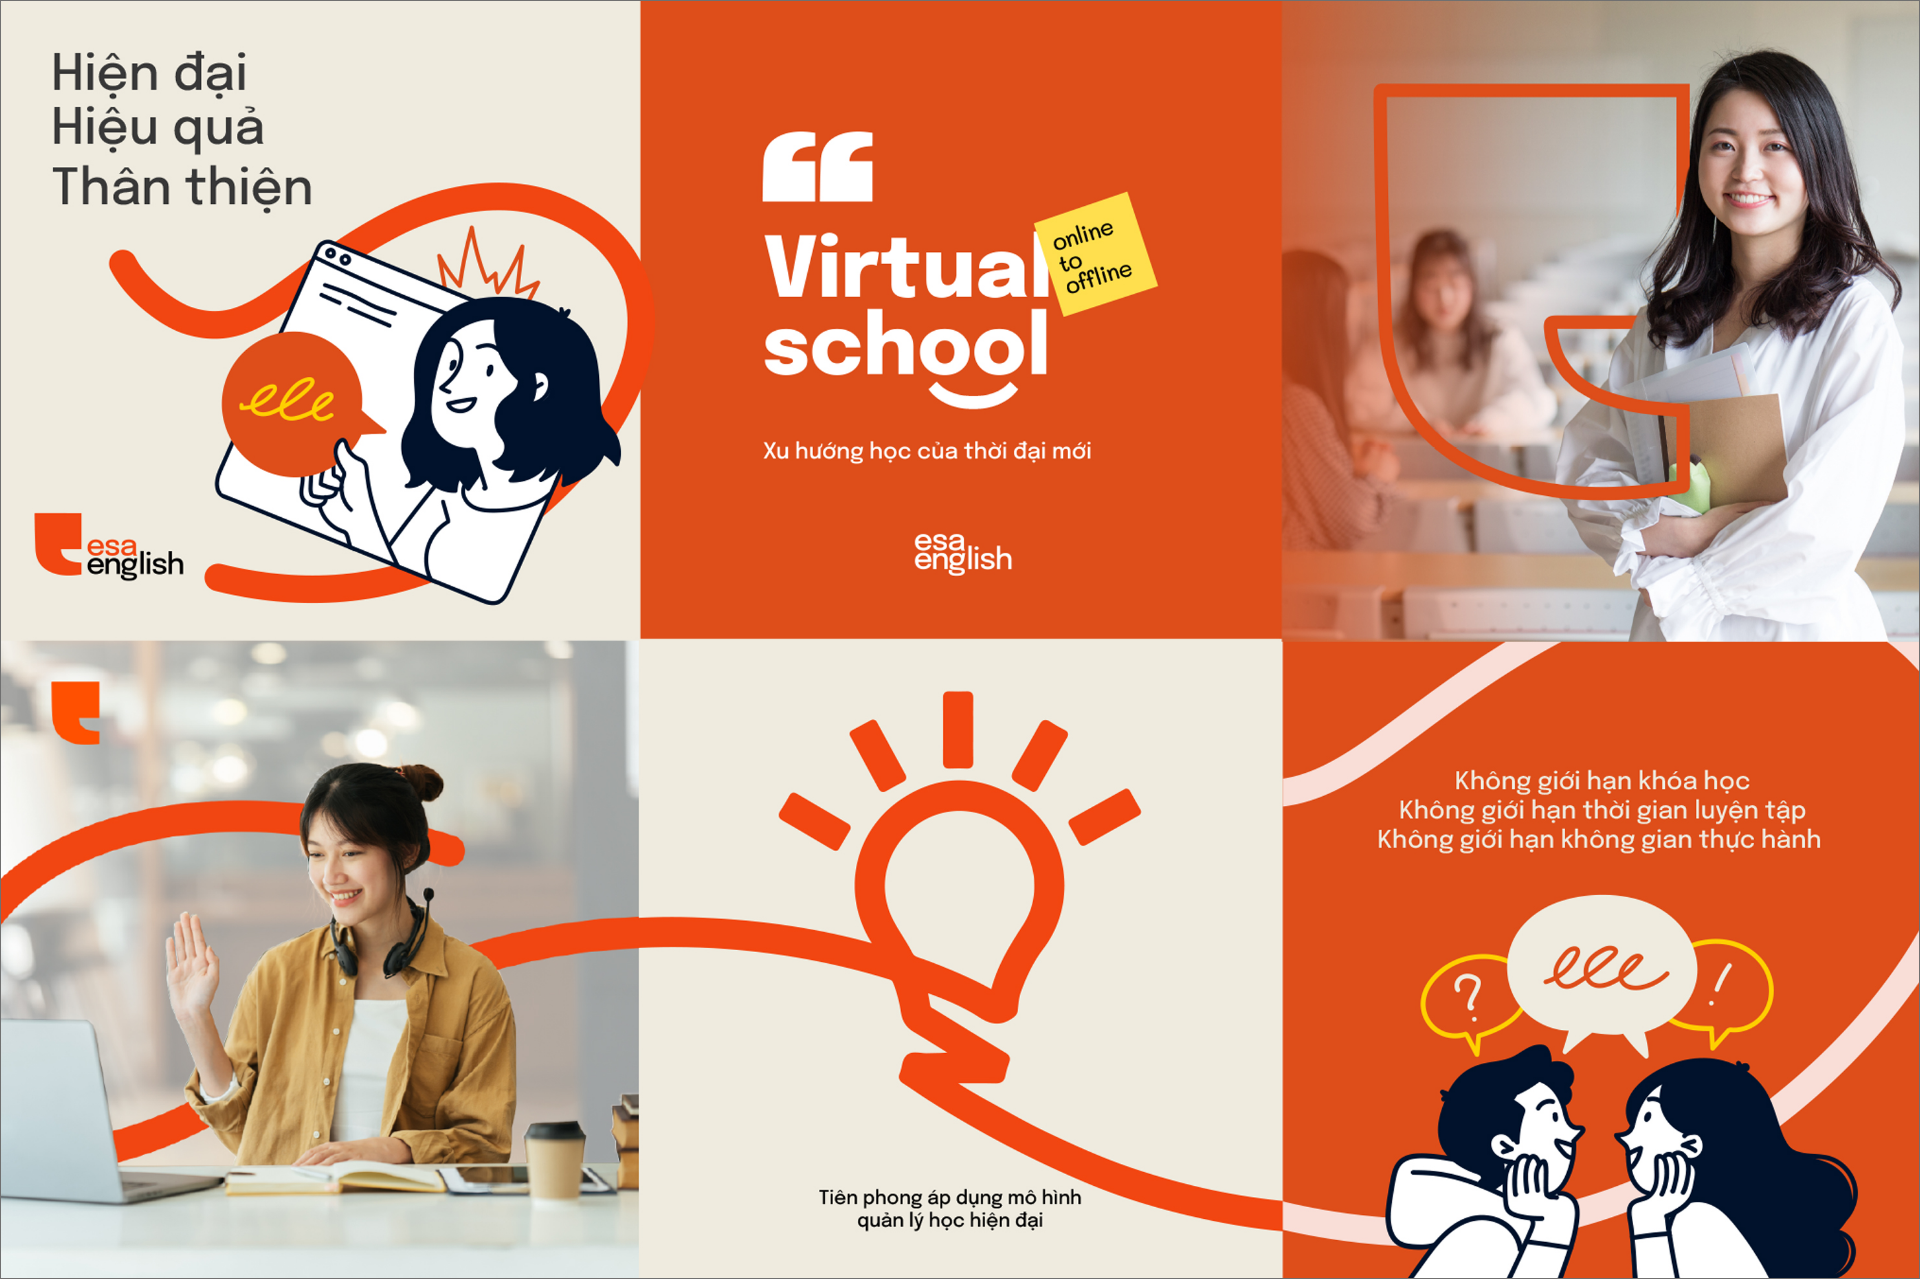 Hiện đại
Hiệu quả
Thân thiện
esa
english
Virtual
school
online
to
offline
Xu hướng học của thời đại mới
esa
english
Tiên phong áp dụng mô hình
quản lý học hiện đại
Không giới hạn khóa học
Không giới hạn thời gian luyện tập
Không giới hạn không gian thực hành
?
!